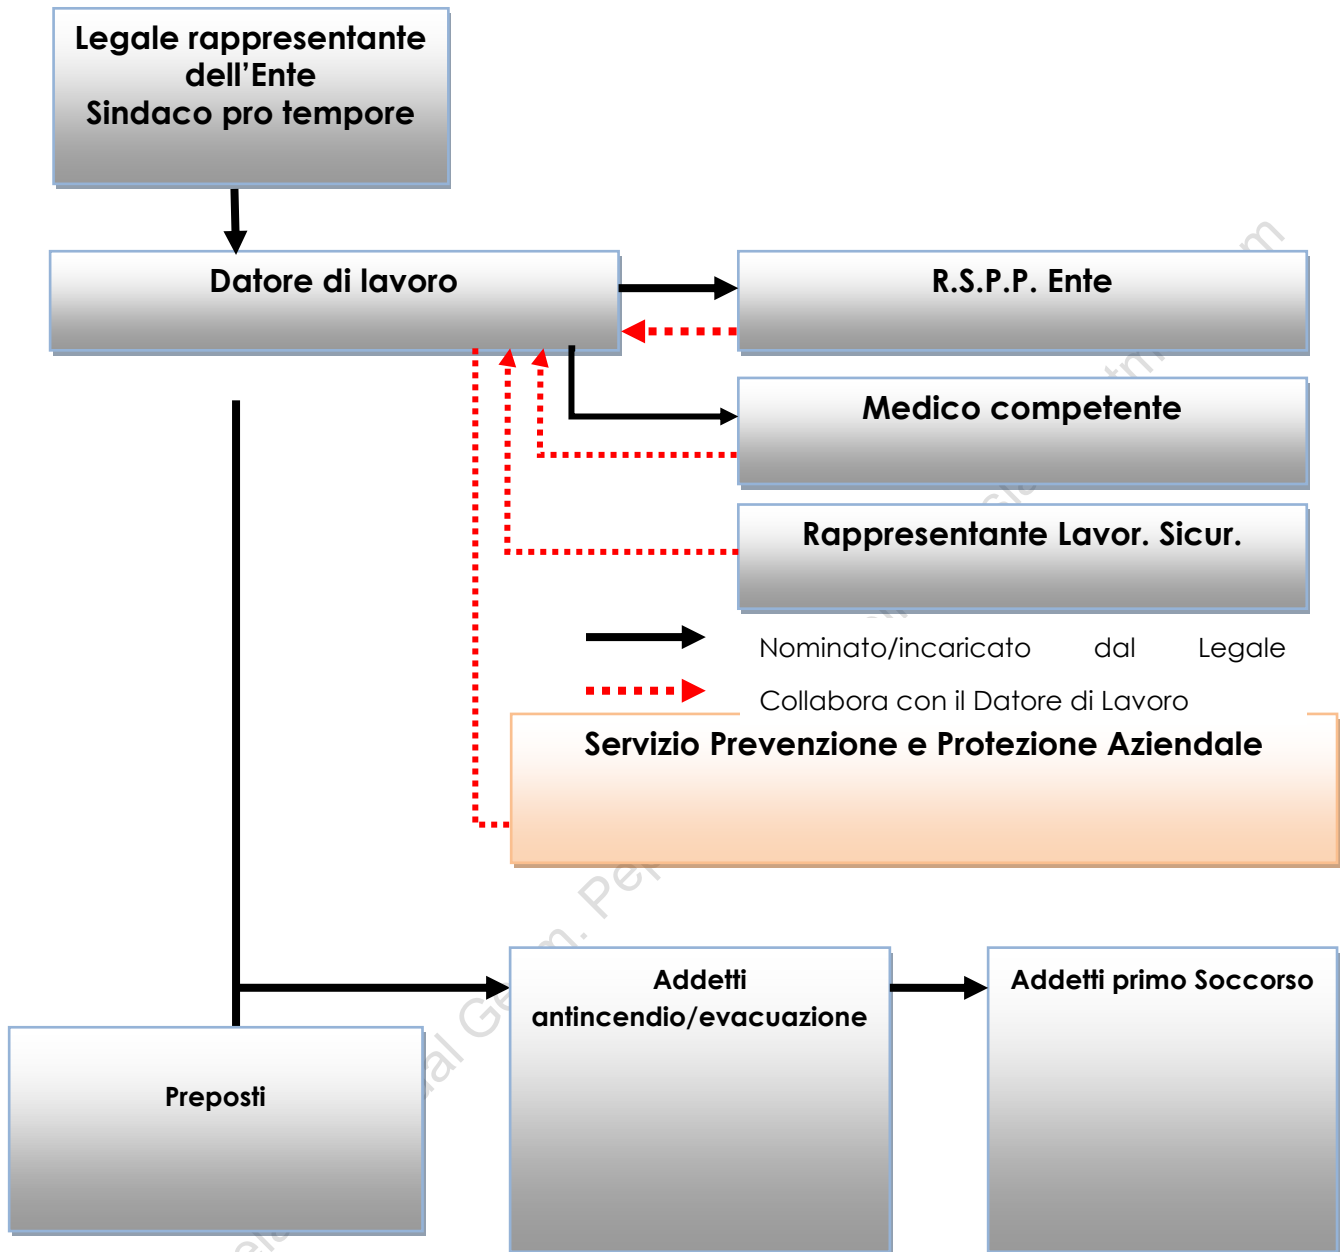 Legale rappresentante
dell'Ente
Sindaco pro tempore
Datore di lavoro
R.S.P.P. Ente
Medico competente
Rappresentante Lavor. Sicur.
Nominato/incaricato dal Legale
Collabora con il Datore di Lavoro
Servizio Prevenzione e Protezione Aziendale
Addetti
antincendio/evacuazione
Addetti primo Soccorso
Preposti